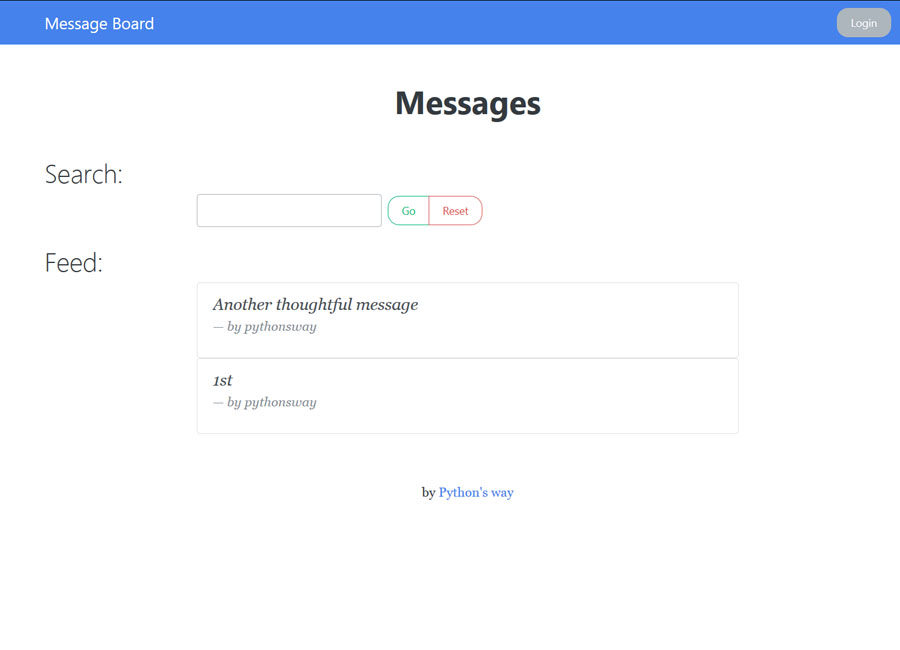 Message Board
Login
Messages
Search:
Go
Reset
Feed:
Another thoughtful message
— by pythonsway
1st
— by pythonsway
by Python's way